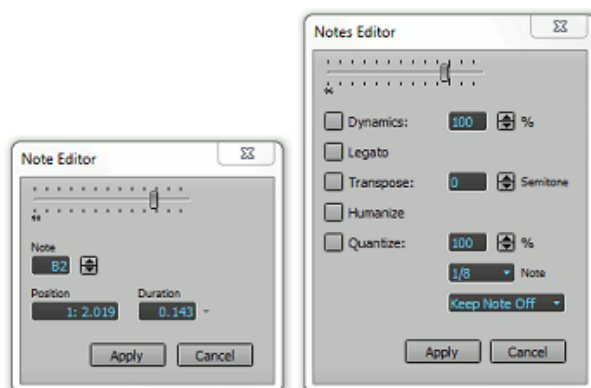 Note Editor
Note
B2
Position Duration
1: 2.019 0.143
Apply Cancel
Notes Editor
Dynamics: 100 %
Legato
Transpose: 0 Semitone
Humanize
Quantize: 100 %
1/8 Note
Keep Note Off
Apply Cancel